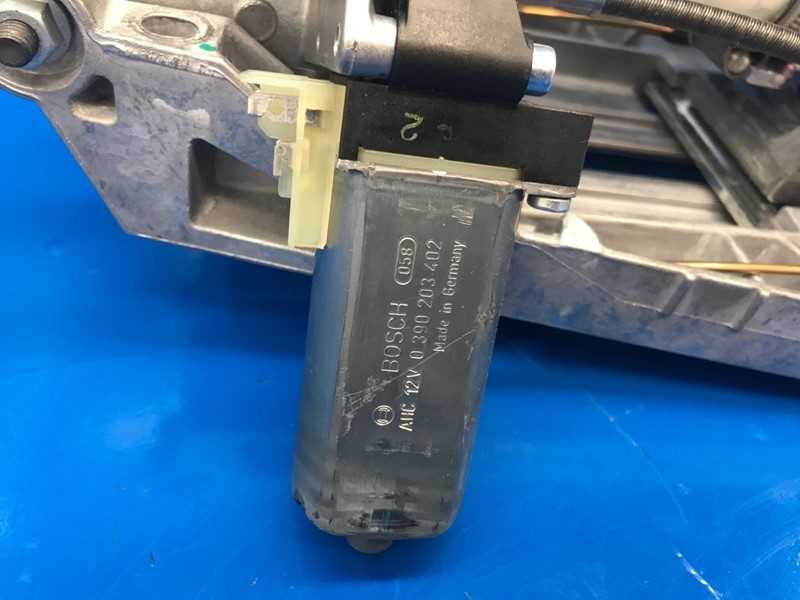 2
BOSCH 058
AHC 12V 0 390 203 402
Made in Germany